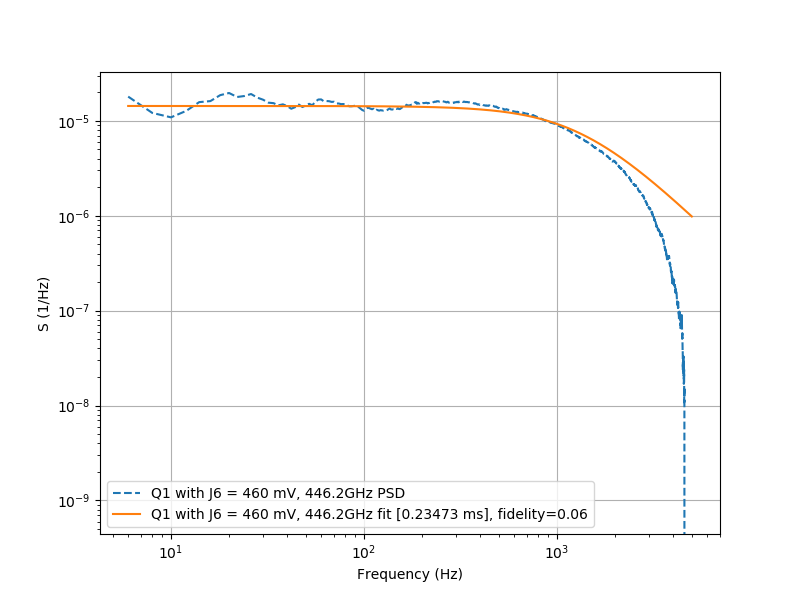 S (1/Hz)
10⁻⁵
10⁻⁶
10⁻⁷
10⁻⁸
10⁻⁹
Q1 with J6 = 460 mV, 446.2GHz PSD
Q1 with J6 = 460 mV, 446.2GHz fit [0.23473 ms], fidelity=0.06
10¹ 10² 10³
Frequency (Hz)